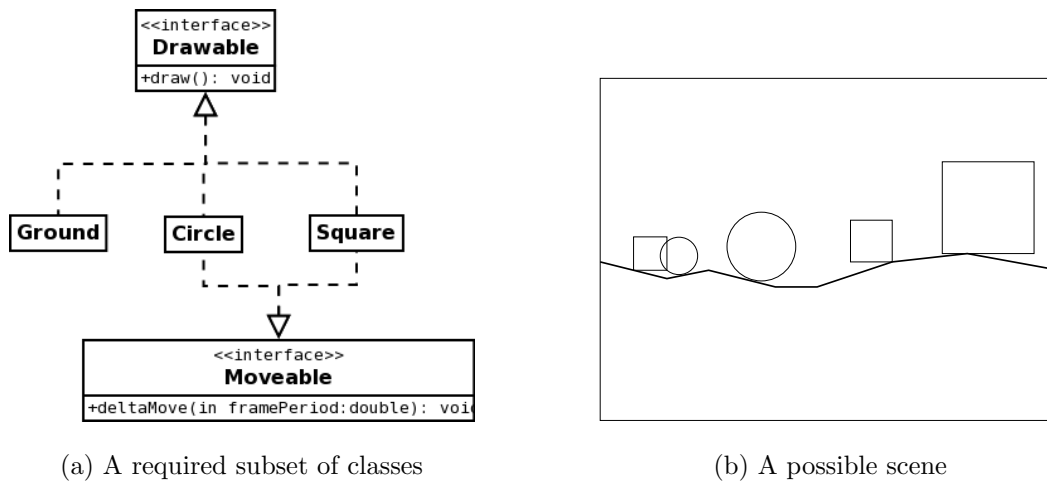 <<interface>>
Drawable
+draw(): void
Ground
Circle
Square
<<interface>>
Moveable
+deltaMove(in framePeriod:double): voi
(a) A required subset of classes
(b) A possible scene